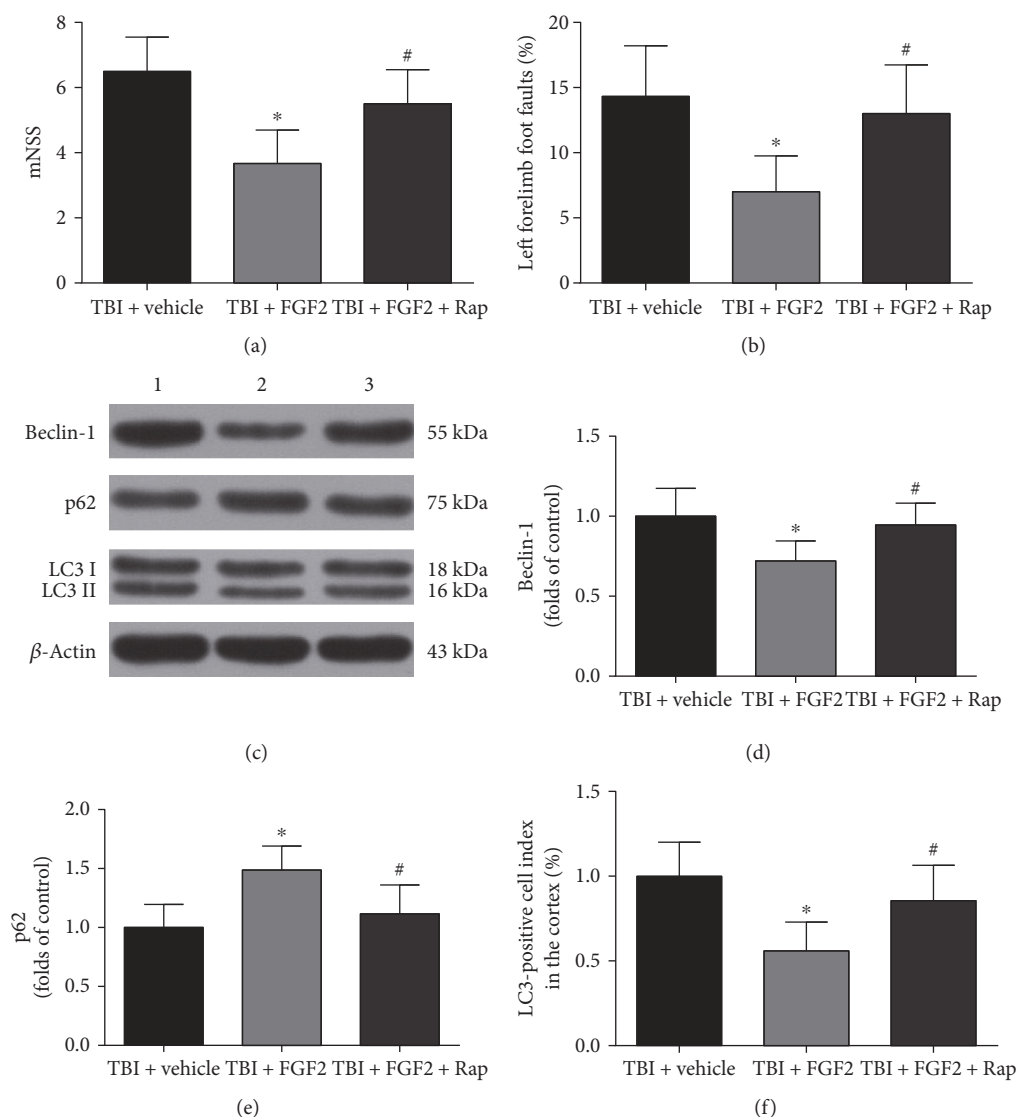 8
6
4
2
0
mNSS
*
#
TBI + vehicle TBI + FGF2 TBI + FGF2 + Rap
(a)
20
15
10
5
0
Left forelimb foot faults (%)
*
#
TBI + vehicle TBI + FGF2 TBI + FGF2 + Rap
(b)
1 2 3
Beclin-1 55 kDa
p62 75 kDa
LC3 I 18 kDa
LC3 II 16 kDa
β-Actin 43 kDa
(c)
1.5
1.0
0.5
0.0
Beclin-1
(folds of control)
*
#
TBI + vehicle TBI + FGF2 TBI + FGF2 + Rap
(d)
2.0
1.5
1.0
0.5
0.0
p62
(folds of control)
*
#
TBI + vehicle TBI + FGF2 TBI + FGF2 + Rap
(e)
1.5
1.0
0.5
0.0
LC3-positive cell index
in the cortex (%)
*
#
TBI + vehicle TBI + FGF2 TBI + FGF2 + Rap
(f)